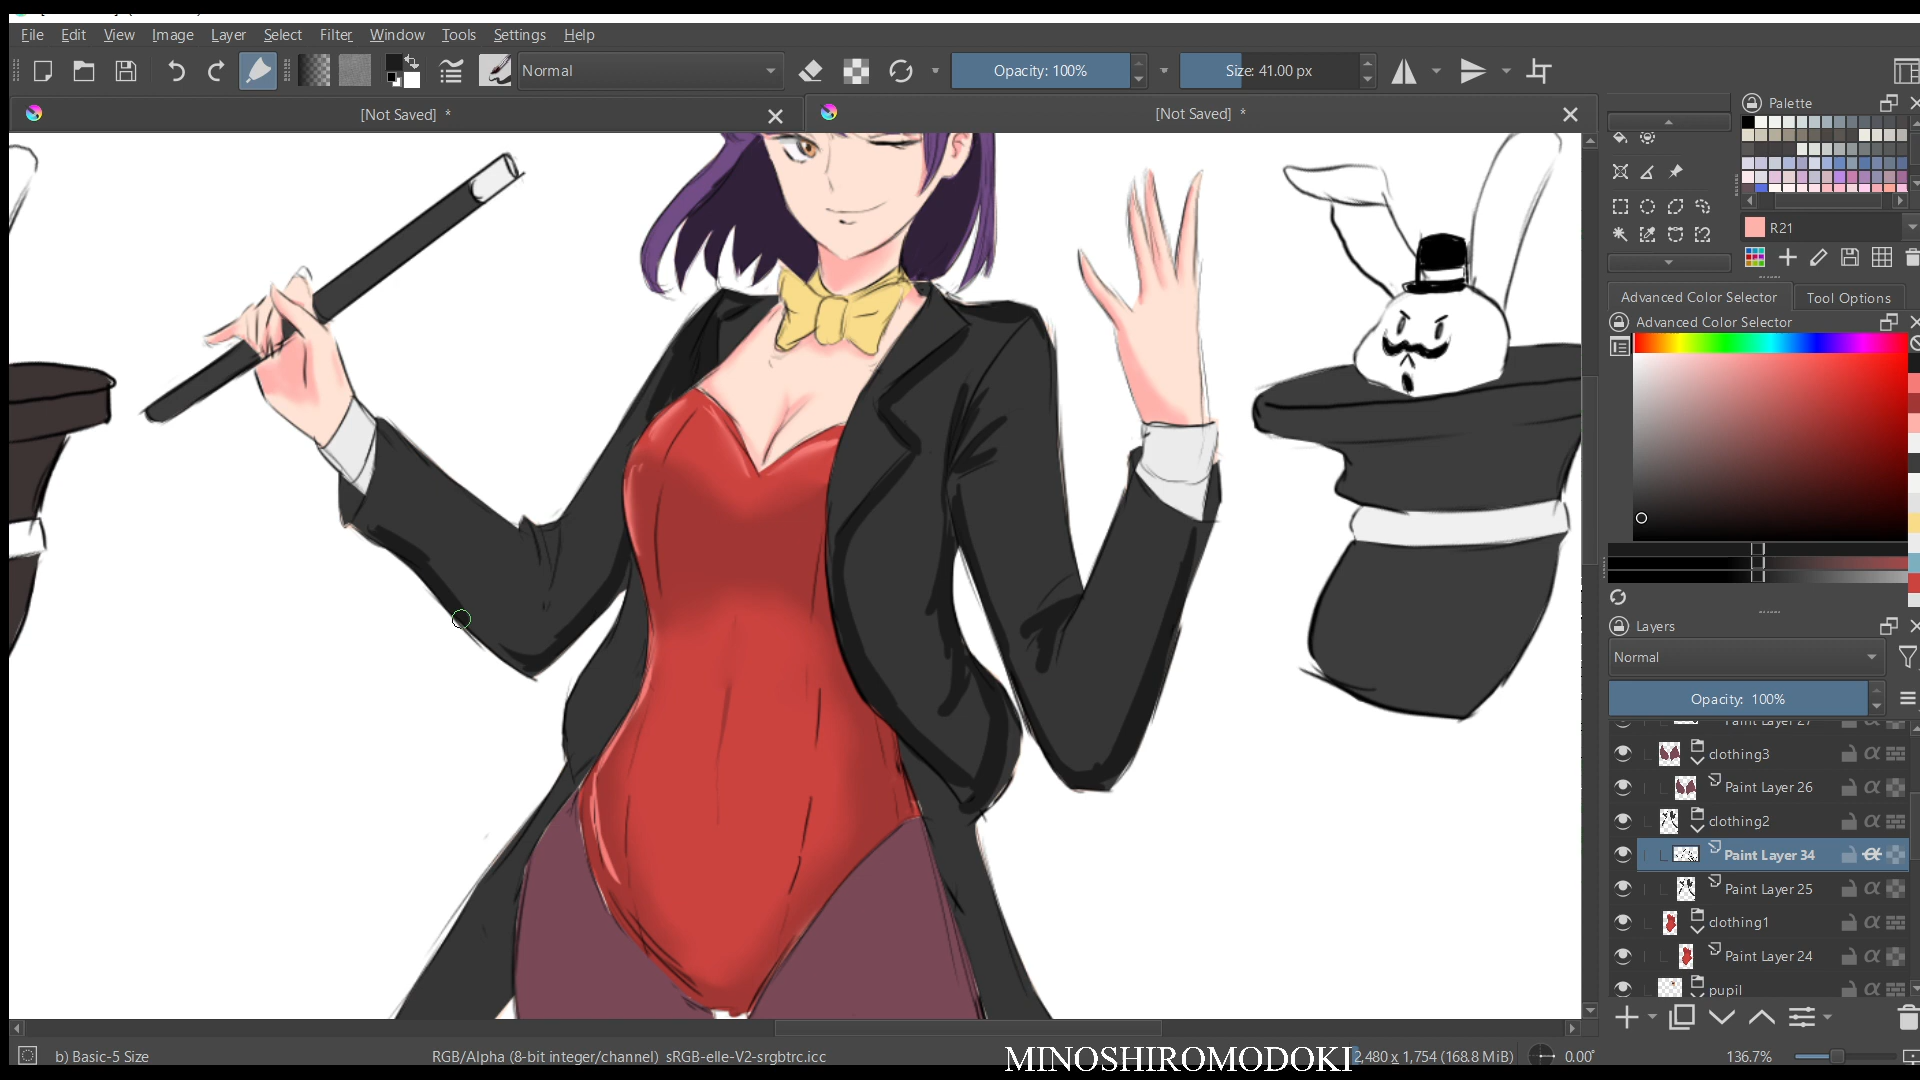 File Edit View Image Layer Select Filter Window Tools Settings Help
Normal
Opacity: 100%
Size: 41.00 px
[Not Saved] *
[Not Saved] *
Palette
R21
Advanced Color Selector
Tool Options
Advanced Color Selector
Layers
Normal
Opacity: 100%
Paint Layer 27
clothing3
Paint Layer 26
clothing2
Paint Layer 34
Paint Layer 25
clothing1
Paint Layer 24
pupil
b) Basic-5 Size
RGB/Alpha (8-bit integer/channel) sRGB-elle-V2-srgbtrc.icc
MINOSHIROMODOKI
2,480 x 1,754 (168.8 MiB)
0.00°
136.7%